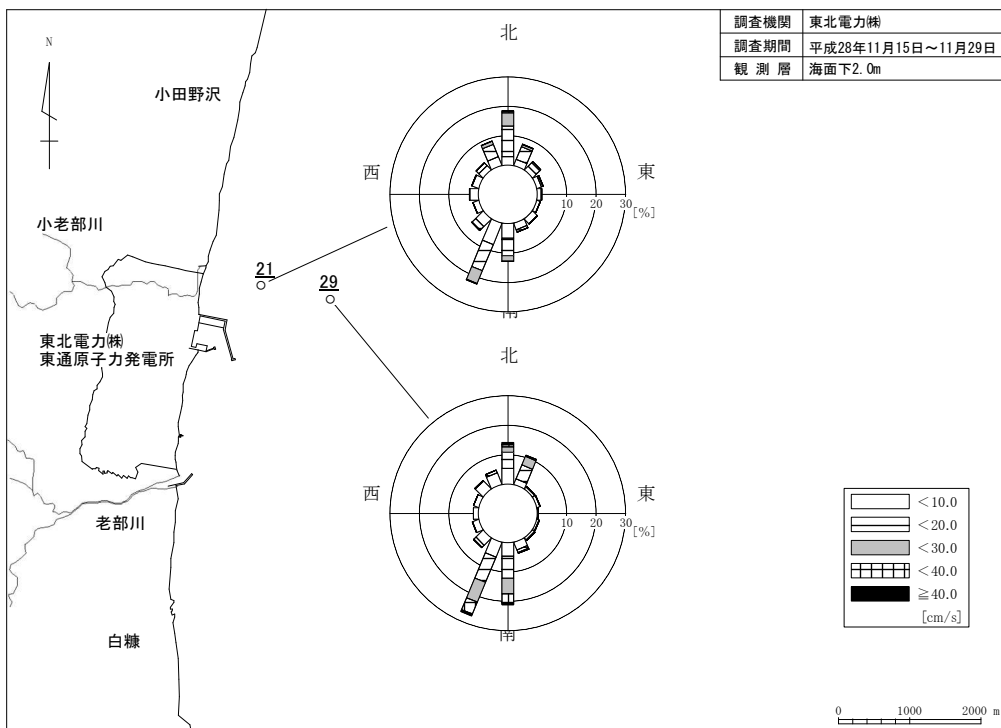 調査機関 東北電力㈱
調査期間 平成28年11月15日～11月29日
観測層 海面下2.0m
N
北
小田野沢
西
東
10 20 30
[%]
小老部川
21
29
南
東北電力㈱
東通原子力発電所
北
西
東
10 20 30
[%]
老部川
南
白糠
＜10.0
＜20.0
＜30.0
＜40.0
≧40.0
[cm/s]
0 1000 2000 m